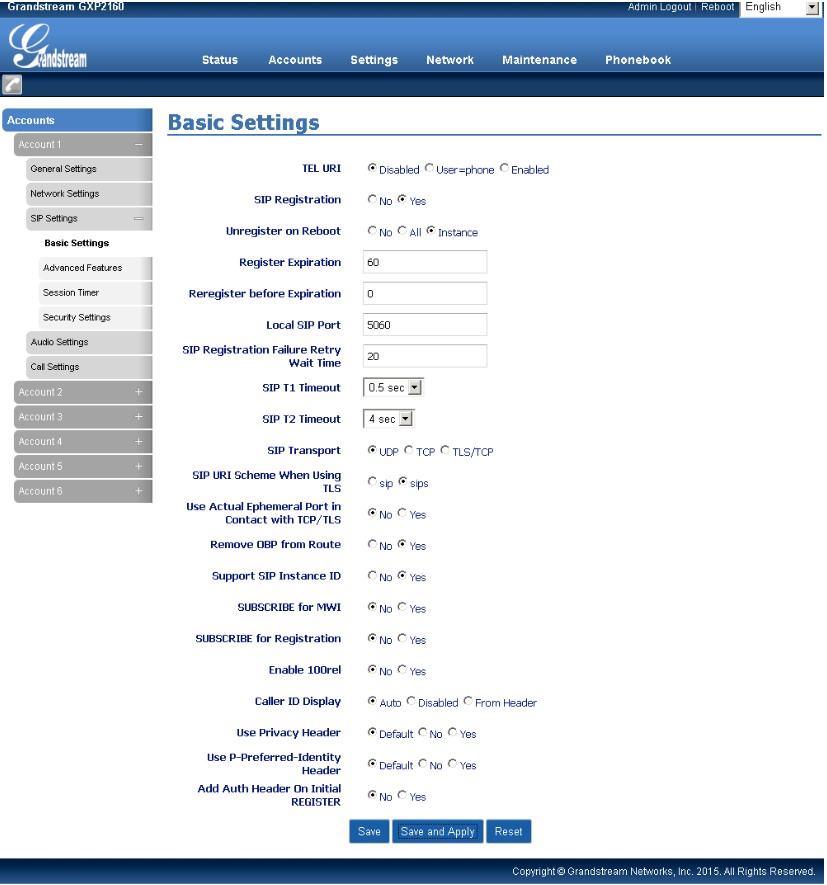 Grandstream GXP2160
Admin Logout | Reboot English
Grandstream
Status Accounts Settings Network Maintenance Phonebook
Accounts
Account 1
General Settings
Network Settings
SIP Settings
Basic Settings
Advanced Features
Session Timer
Security Settings
Audio Settings
Call Settings
Account 2
Account 3
Account 4
Account 5
Account 6
Basic Settings
TEL URI Disabled User=phone Enabled
SIP Registration No Yes
Unregister on Reboot No All Instance
Register Expiration 60
Reregister before Expiration 0
Local SIP Port 5060
SIP Registration Failure Retry
Wait Time 20
SIP T1 Timeout 0.5 sec
SIP T2 Timeout 4 sec
SIP Transport UDP TCP TLS/TCP
SIP URI Scheme When Using
TLS sip sips
Use Actual Ephemeral Port in
Contact with TCP/TLS No Yes
Remove OBP from Route No Yes
Support SIP Instance ID No Yes
SUBSCRIBE for MWI No Yes
SUBSCRIBE for Registration No Yes
Enable 100rel No Yes
Caller ID Display Auto Disabled From Header
Use Privacy Header Default No Yes
Use P-Preferred-Identity
Header Default No Yes
Add Auth Header On Initial
REGISTER No Yes
Save Save and Apply Reset
Copyright © Grandstream Networks, Inc. 2015. All Rights Reserved.